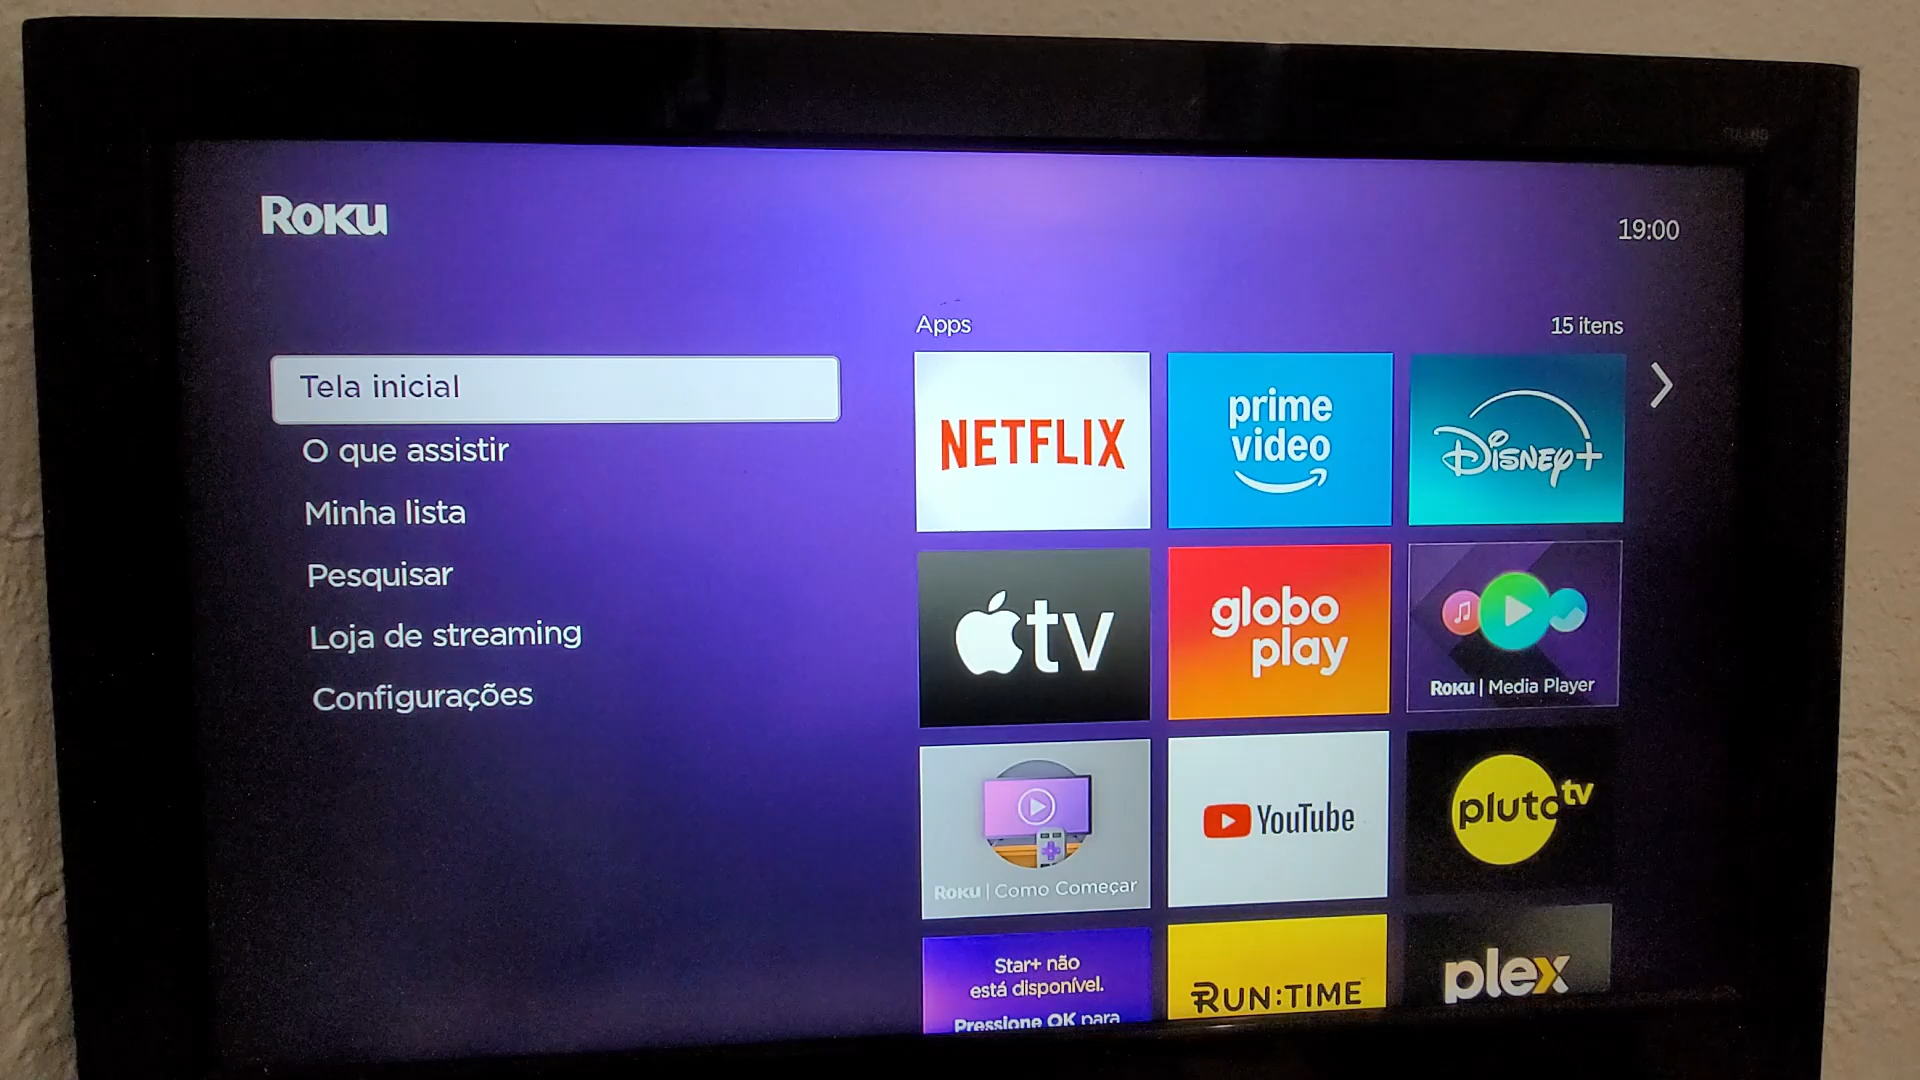 FULL HD
Roku
19:00
Apps
15 itens
Tela inicial
O que assistir
Minha lista
Pesquisar
Loja de streaming
Configurações
NETFLIX
prime
video
Disney+
tv
globo
play
Roku | Media Player
Roku | Como Começar
YouTube
pluto tv
Star+ não
está disponível.
Pressione OK para
RUN:TIME
plex